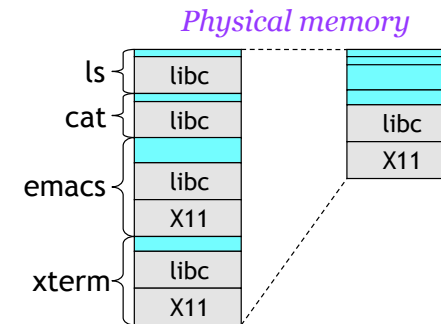 Physical memory
ls
libc
cat
libc
emacs
libc
X11
xterm
libc
X11
libc
X11